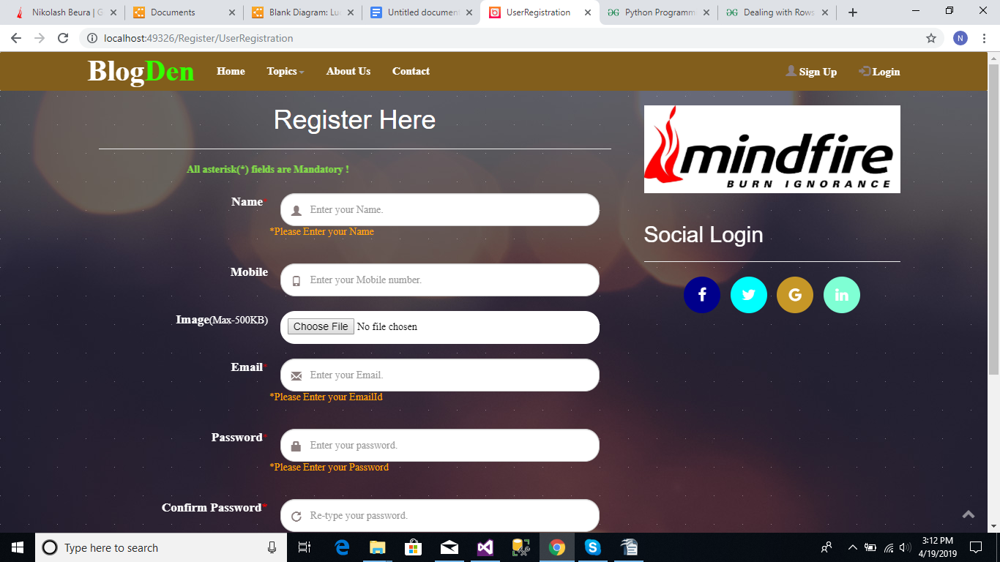 Nikolash Beura | G
Documents
Blank Diagram: Lu
Untitled documen
UserRegistration
Python Programm
Dealing with Rows
localhost:49326/Register/UserRegistration
N
BlogDen
Home
Topics
About Us
Contact
Sign Up
Login
Register Here
All asterisk(*) fields are Mandatory !
Name*
Enter your Name.
*Please Enter your Name
Mobile
Enter your Mobile number.
Image(Max-500KB)
Choose File No file chosen
Email*
Enter your Email.
*Please Enter your EmailId
Password*
Enter your password.
*Please Enter your Password
Confirm Password*
Re-type your password.
mindfire
BURN IGNORANCE
Social Login
f
G
in
Type here to search
3:12 PM
4/19/2019